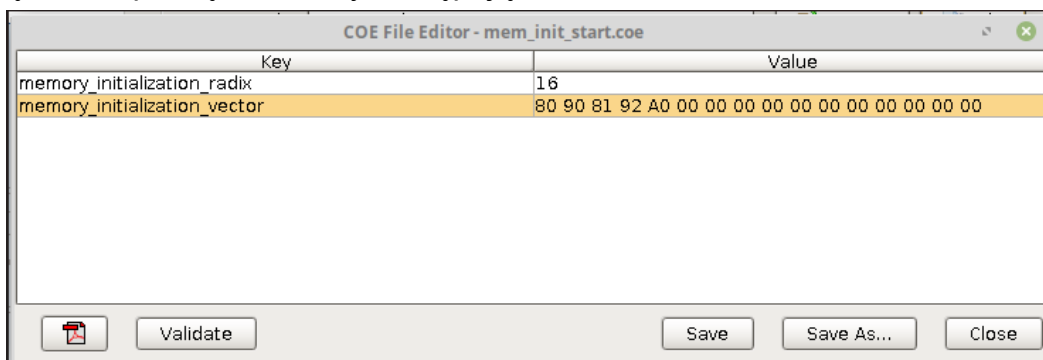 COE File Editor - mem_init_start.coe
Key Value
memory_initialization_radix 16
memory_initialization_vector 80 90 81 92 A0 00 00 00 00 00 00 00 00 00 00 00
Validate Save Save As... Close